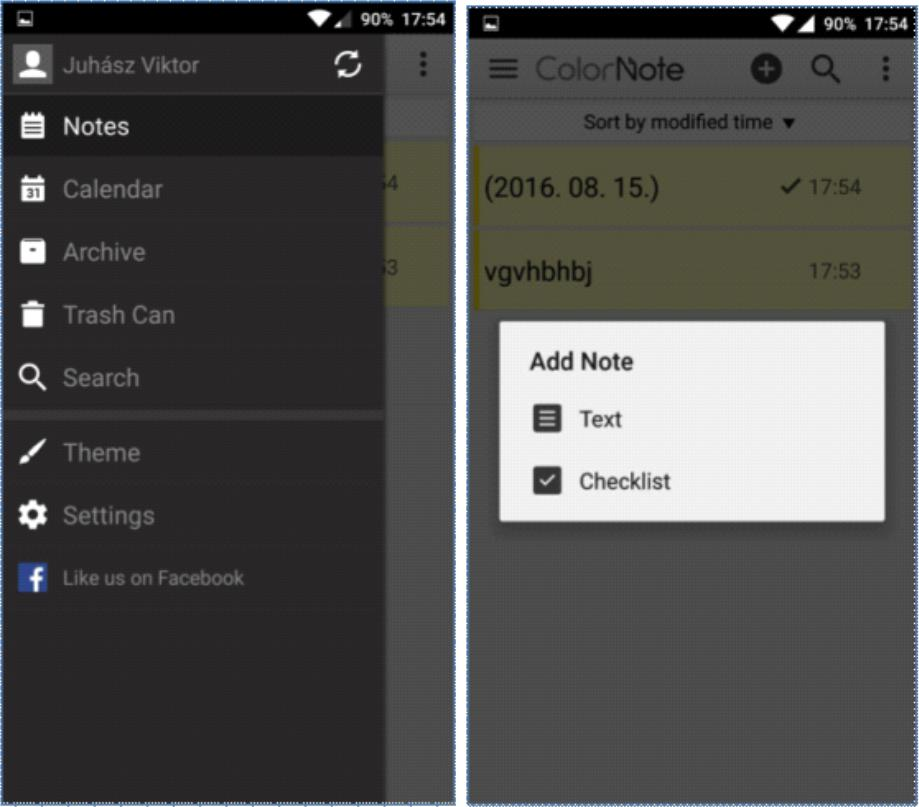 90% 17:54
Juhász Viktor
Notes
31 Calendar
Archive
Trash Can
Search
Theme
Settings
f Like us on Facebook
54
53
90% 17:54
ColorNote
Sort by modified time
(2016. 08. 15.) 17:54
vgvhbhbj 17:53
Add Note
Text
Checklist